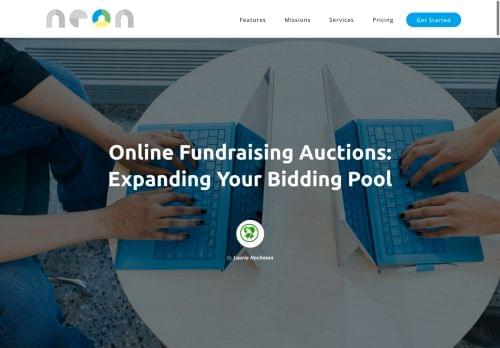 neon
Features
Missions
Services
Pricing
Get Started
Online Fundraising Auctions:
Expanding Your Bidding Pool
By Laurie Hochman